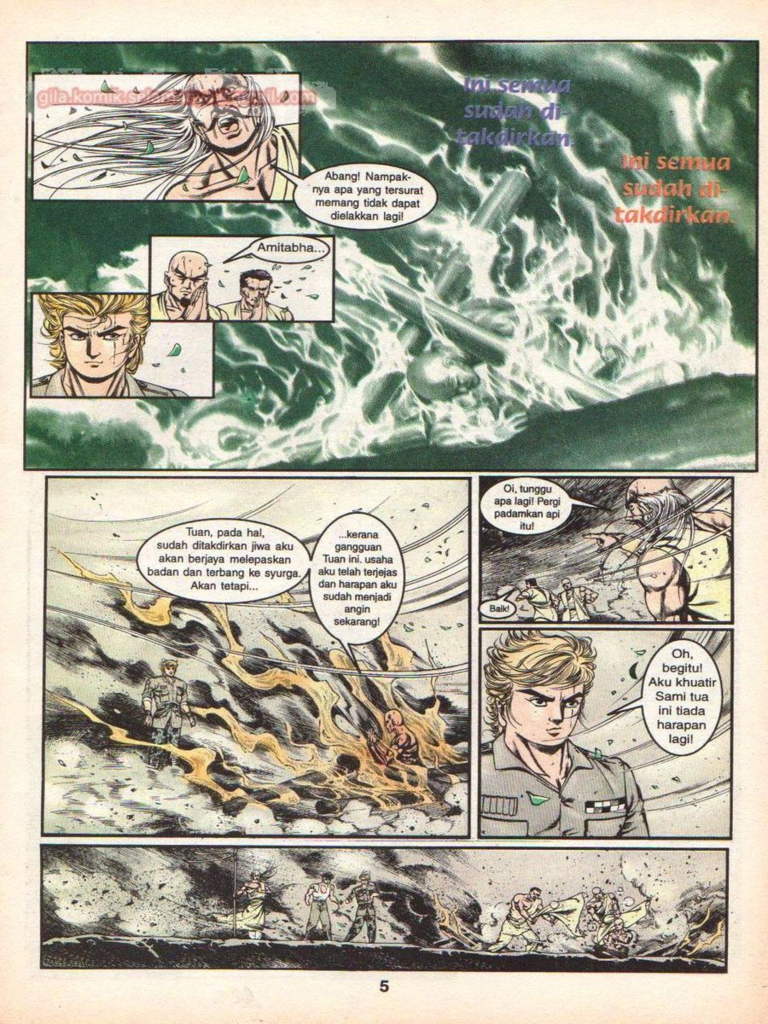 Ini semua
sudah di-
takdirkan
Ini semua
sudah di-
takdirkan
Abang! Nampak-
nya apa yang tersurat
memang tidak dapat
dielakkan lagi!
Amitabha...
Tuan, pada hal,
sudah ditakdirkan jiwa aku
akan berjaya melepaskan
badan dan terbang ke syurga.
Akan tetapi...
...kerana
gangguan
Tuan ini. usaha
aku telah terjejas
dan harapan aku
sudah menjadi
angin
sekarang!
Oi, tunggu
apa lagi! Pergi
padamkan api
itu!
Baik!
Oh,
begitu!
Aku khuatir
Sami tua
ini tiada
harapan
lagi!
5